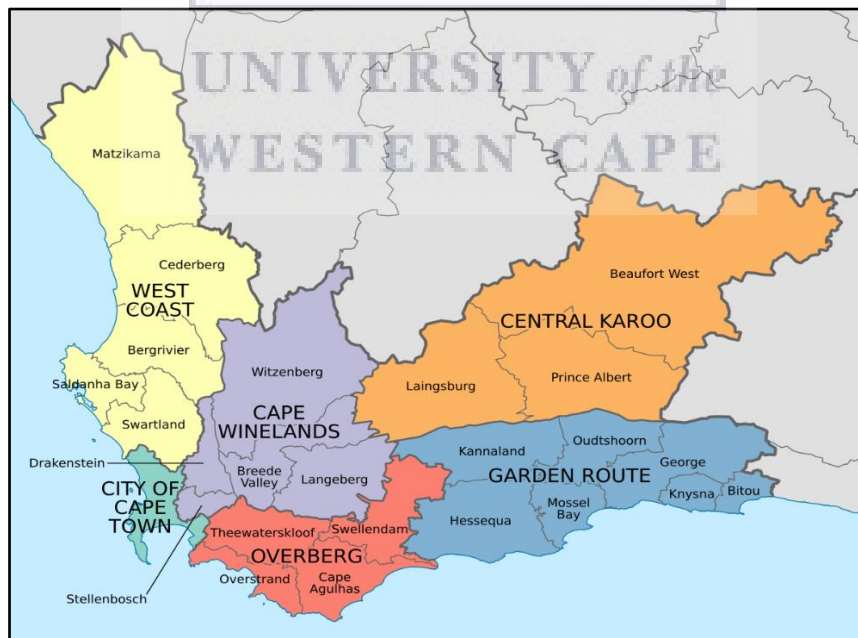 UNIVERSITY of the
WESTERN CAPE
Matzikama
Cederberg
WEST
COAST
Bergrivier
Saldanha Bay
Swartland
Beaufort West
CENTRAL KAROO
Laingsburg
Prince Albert
Witzenberg
CAPE
WINELANDS
Drakenstein
Breede
Valley
Langeberg
CITY OF
CAPE
TOWN
Stellenbosch
Kannaland
Oudtshoorn
George
GARDEN ROUTE
Hessequa
Mossel
Bay
Knysna
Bitou
Theewaterskloof
Swellendam
OVERBERG
Overstrand
Cape
Agulhas